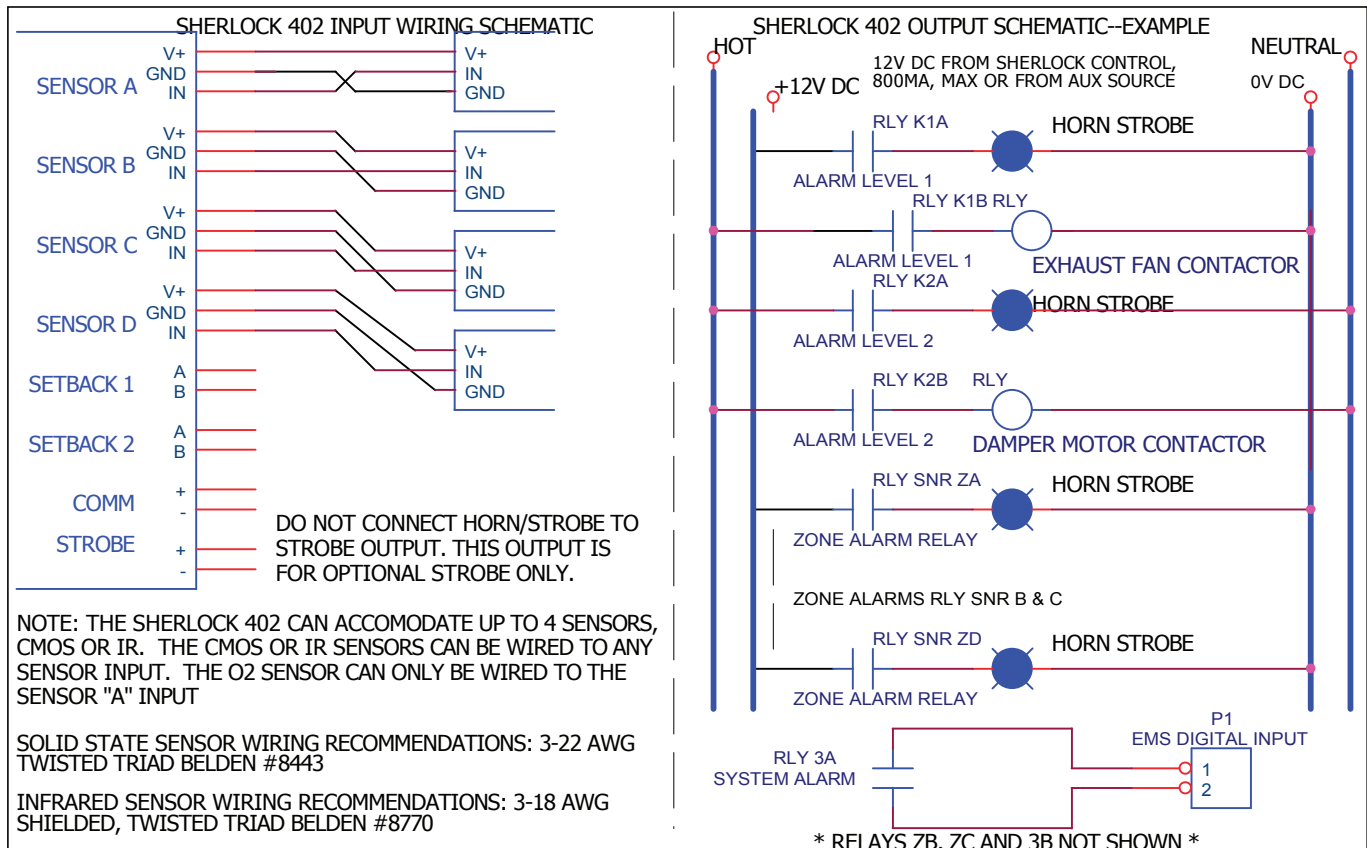 SHERLOCK 402 INPUT WIRING SCHEMATIC
V+
GND
IN
SENSOR A
V+
IN
GND
V+
GND
IN
SENSOR B
V+
IN
GND
V+
GND
IN
SENSOR C
V+
IN
GND
V+
GND
IN
SENSOR D
V+
IN
GND
SETBACK 1
A
B
SETBACK 2
A
B
COMM
+
-
STROBE
+
-
DO NOT CONNECT HORN/STROBE TO
STROBE OUTPUT. THIS OUTPUT IS
FOR OPTIONAL STROBE ONLY.
NOTE: THE SHERLOCK 402 CAN ACCOMODATE UP TO 4 SENSORS,
CMOS OR IR. THE CMOS OR IR SENSORS CAN BE WIRED TO ANY
SENSOR INPUT. THE O2 SENSOR CAN ONLY BE WIRED TO THE
SENSOR "A" INPUT
SOLID STATE SENSOR WIRING RECOMMENDATIONS: 3-22 AWG
TWISTED TRIAD BELDEN #8443
INFRARED SENSOR WIRING RECOMMENDATIONS: 3-18 AWG
SHIELDED, TWISTED TRIAD BELDEN #8770
SHERLOCK 402 OUTPUT SCHEMATIC--EXAMPLE
HOT
NEUTRAL
12V DC FROM SHERLOCK CONTROL,
800MA, MAX OR FROM AUX SOURCE
+12V DC
0V DC
RLY K1A
HORN STROBE
ALARM LEVEL 1
RLY K1B RLY
ALARM LEVEL 1
EXHAUST FAN CONTACTOR
RLY K2A
HORN STROBE
ALARM LEVEL 2
RLY K2B RLY
ALARM LEVEL 2
DAMPER MOTOR CONTACTOR
RLY SNR ZA
HORN STROBE
ZONE ALARM RELAY
ZONE ALARMS RLY SNR B & C
RLY SNR ZD
HORN STROBE
ZONE ALARM RELAY
P1
EMS DIGITAL INPUT
RLY 3A
SYSTEM ALARM
1
2
* RELAYS ZB, ZC AND 3B NOT SHOWN *